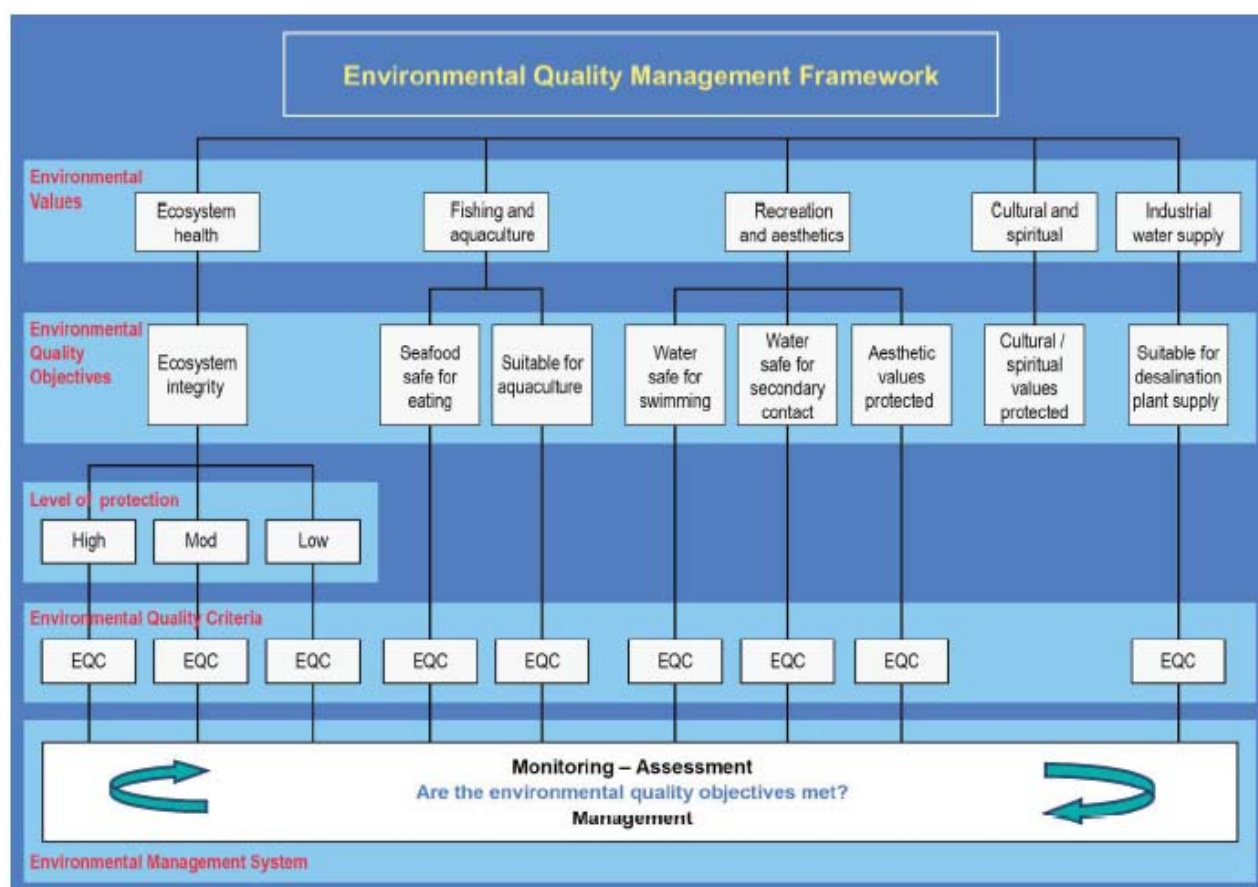 Environmental Quality Management Framework
Environmental
Values
Ecosystem
health
Fishing and
aquaculture
Recreation
and aesthetics
Cultural and
spiritual
Industrial
water supply
Environmental
Quality
Objectives
Ecosystem
integrity
Seafood
safe for
eating
Suitable for
aquaculture
Water
safe for
swimming
Water
safe for
secondary
contact
Aesthetic
values
protected
Cultural /
spiritual
values
protected
Suitable for
desalination
plant supply
Level of protection
High
Mod
Low
Environmental Quality Criteria
EQC
EQC
EQC
EQC
EQC
EQC
EQC
EQC
EQC
Monitoring – Assessment
Are the environmental quality objectives met?
Management
Environmental Management System